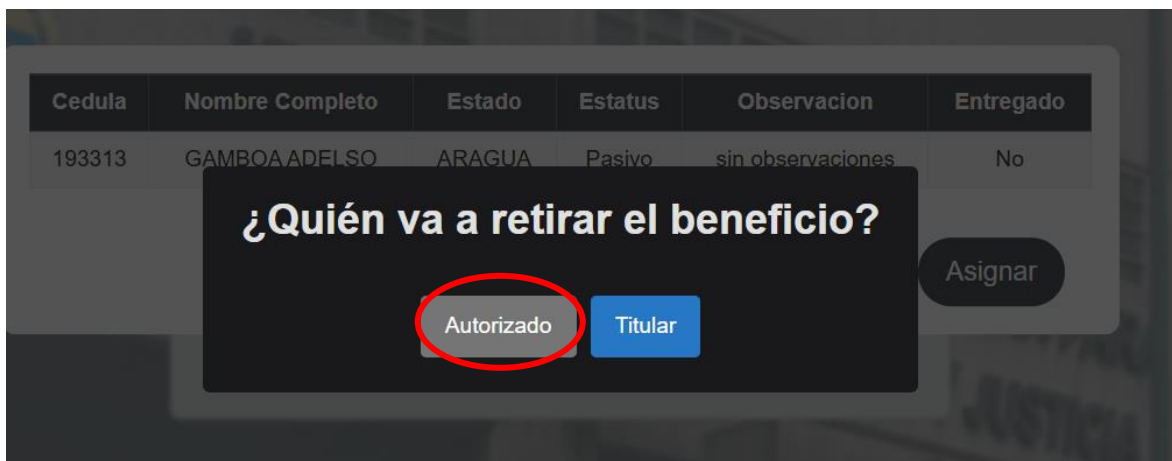 Cedula Nombre Completo Estado Estatus Observacion Entregado
193313 GAMBOA ADELSO ARAGUA Pasivo sin observaciones No
¿Quién va a retirar el beneficio?
Asignar
Autorizado Titular
JUSTICIA